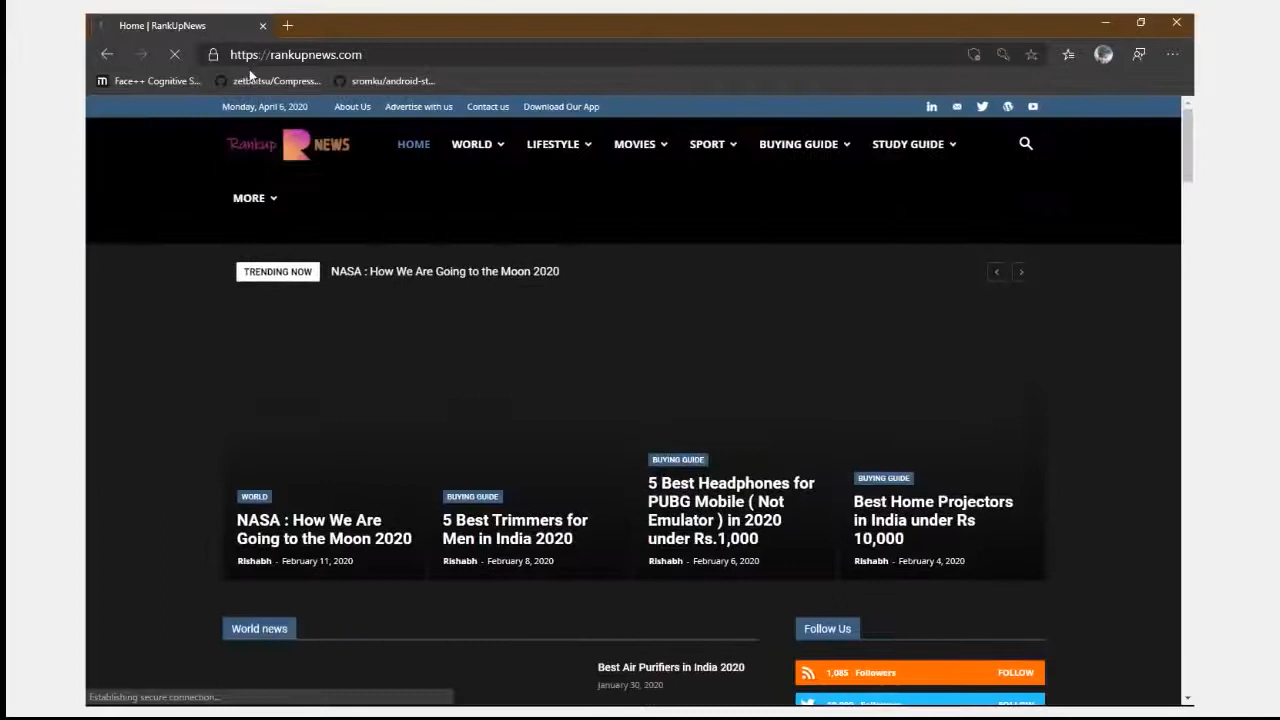 Home | RankUpNews
https://rankupnews.com
Face++ Cognitive S... sromku/android-st...
Monday, April 6, 2020 About Us Advertise with us Contact us Download Our App
Rankup R NEWS HOME WORLD LIFESTYLE MOVIES SPORT BUYING GUIDE STUDY GUIDE
MORE
TRENDING NOW NASA : How We Are Going to the Moon 2020
WORLD
NASA : How We Are
Going to the Moon 2020
Rishabh - February 11, 2020
BUYING GUIDE
5 Best Trimmers for
Men in India 2020
Rishabh - February 8, 2020
BUYING GUIDE
5 Best Headphones for
PUBG Mobile ( Not
Emulator ) in 2020
under Rs.1,000
Rishabh - February 6, 2020
BUYING GUIDE
Best Home Projectors
in India under Rs
10,000
Rishabh - February 4, 2020
World news
Best Air Purifiers in India 2020
January 30, 2020
Follow Us
1,085 Followers FOLLOW
Establishing secure connection...